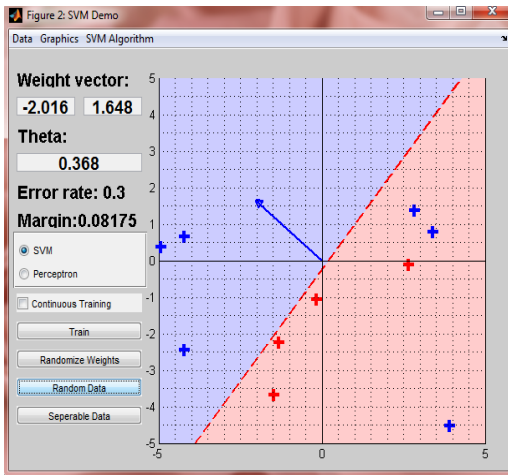 Figure 2: SVM Demo
Data Graphics SVM Algorithm
Weight vector:
-2.016 1.648
Theta:
0.368
Error rate: 0.3
Margin:0.08175
SVM
Perceptron
Continuous Training
Train
Randomize Weights
Random Data
Seperable Data
5
4
3
2
1
0
-1
-2
-3
-4
-5
-5 0 5